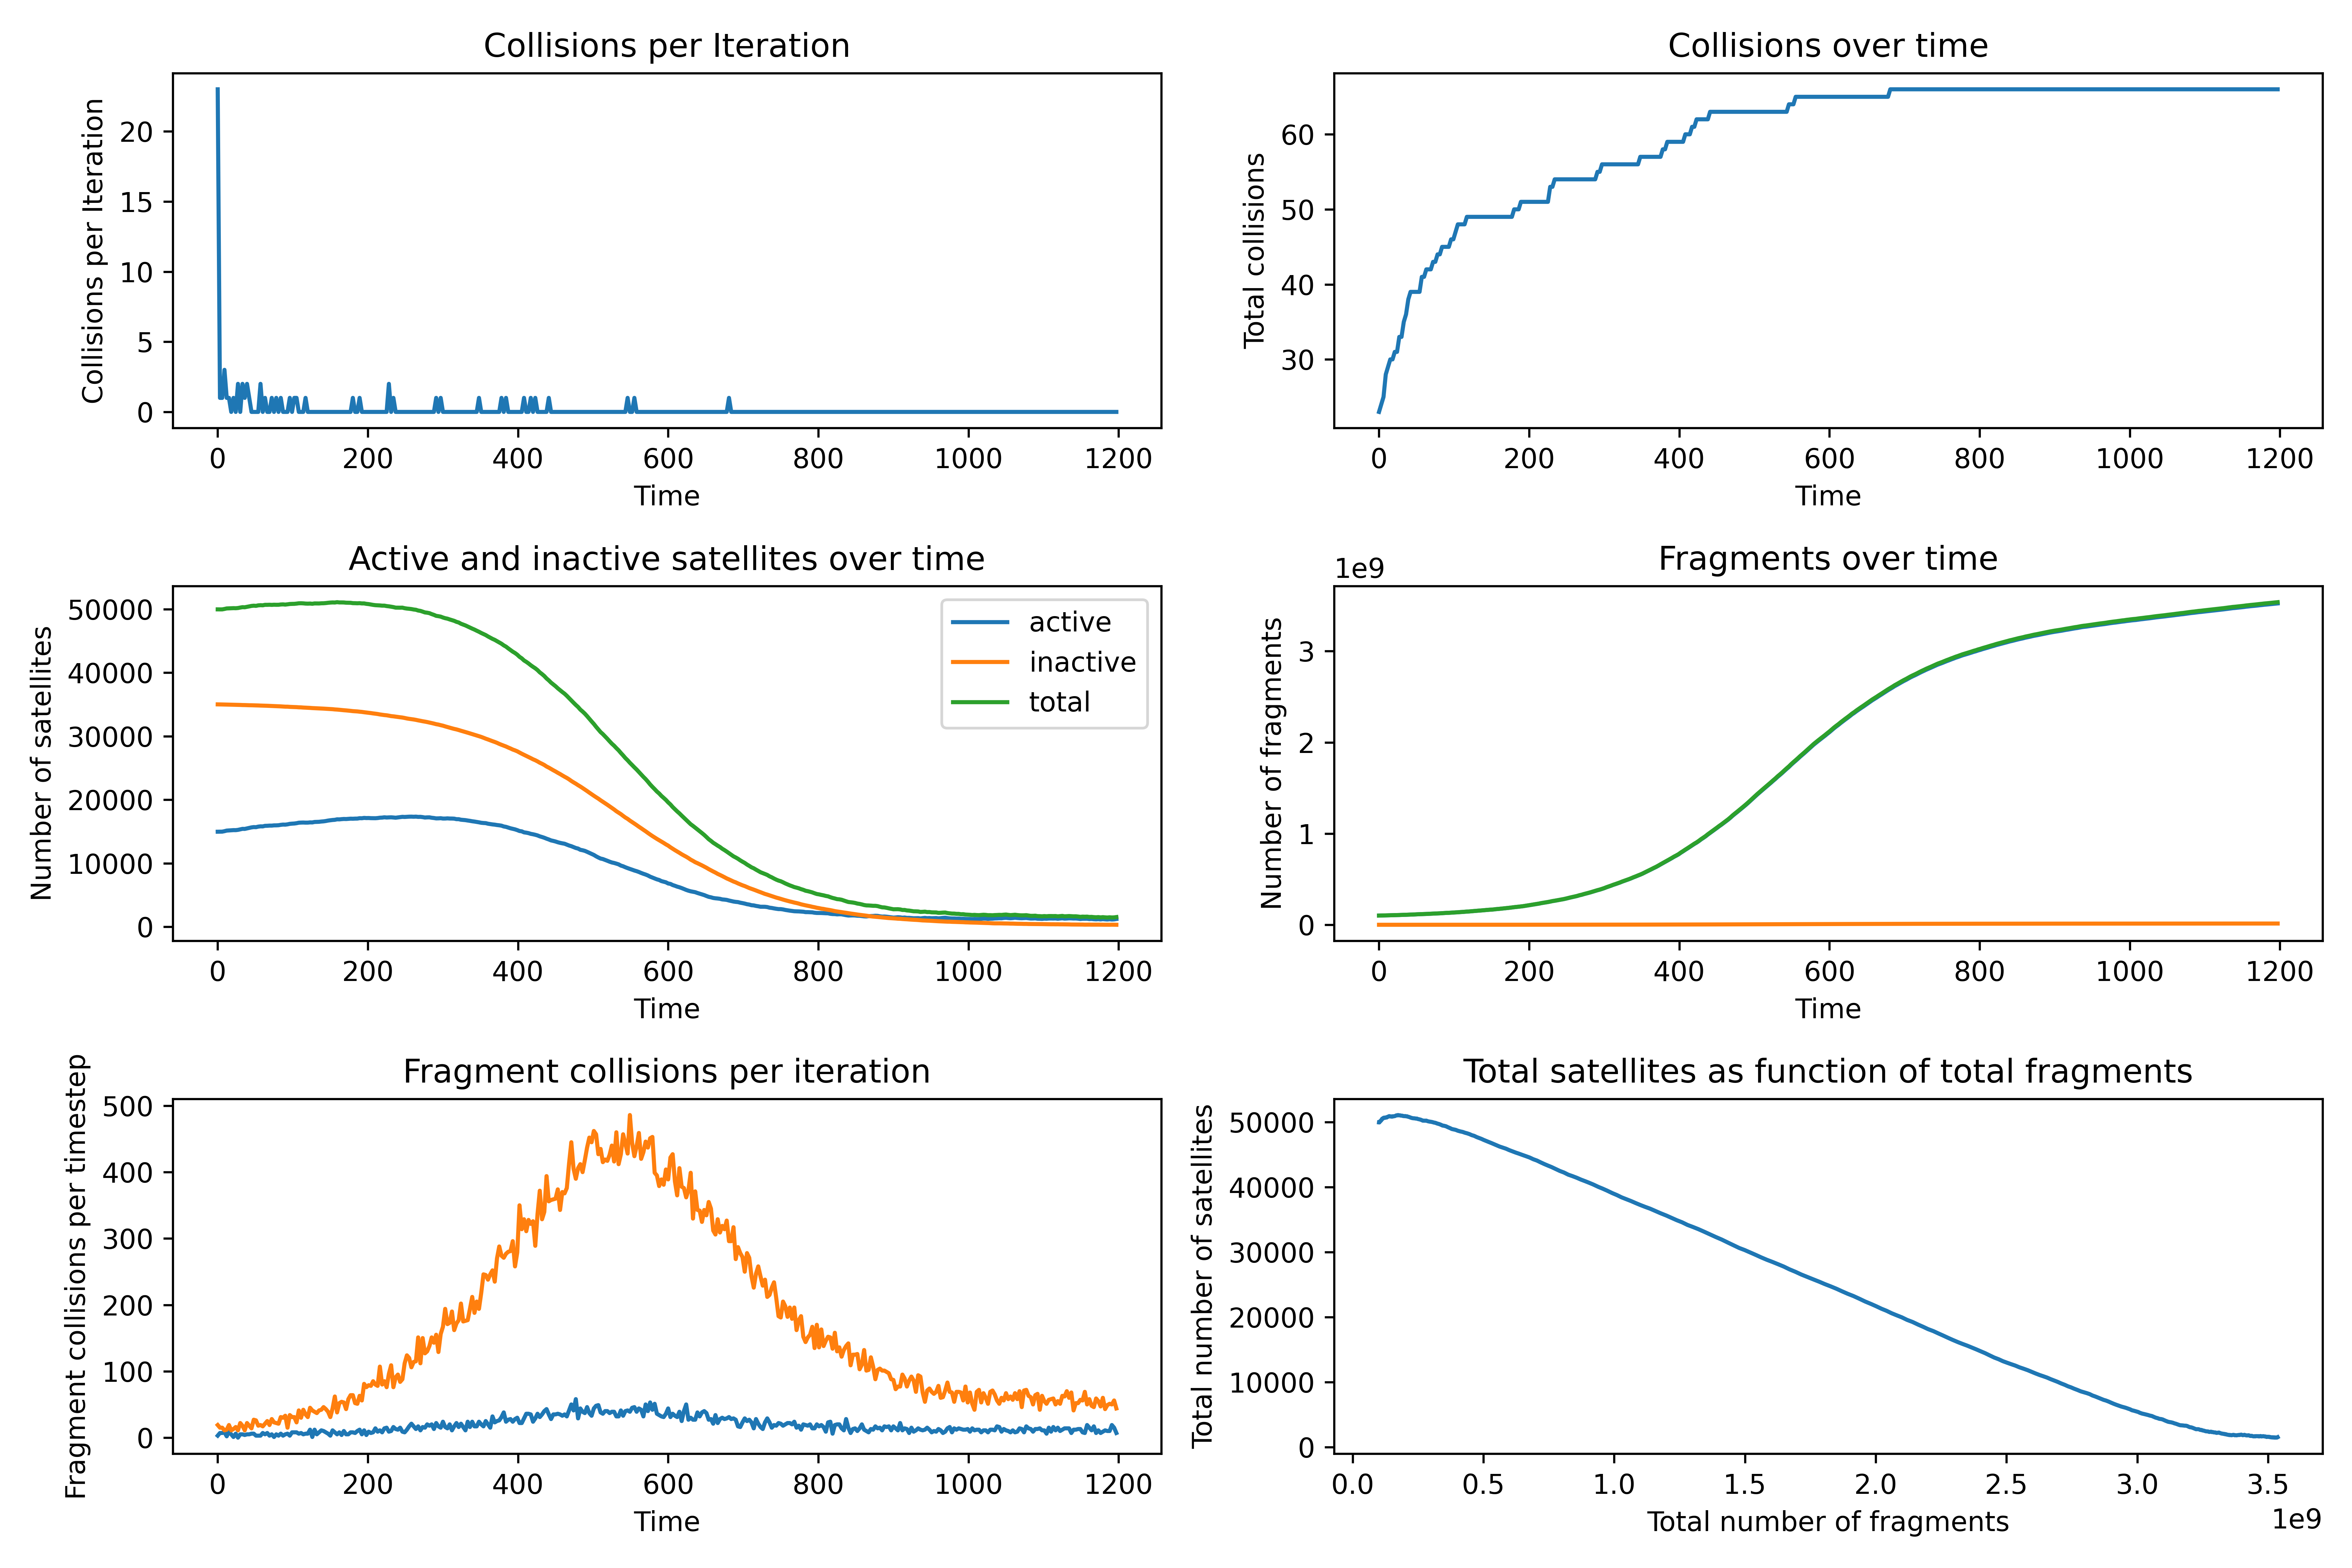 Collisions per Iteration
Collisions per Iteration
20
15
10
5
0
0 200 400 600 800 1000 1200
Time
Collisions over time
Total collisions
60
50
40
30
0 200 400 600 800 1000 1200
Time
Active and inactive satellites over time
Number of satellites
50000
40000
30000
20000
10000
0
active
inactive
total
0 200 400 600 800 1000 1200
Time
Fragments over time
1e9
Number of fragments
3
2
1
0
0 200 400 600 800 1000 1200
Time
Fragment collisions per iteration
Fragment collisions per timestep
500
400
300
200
100
0
0 200 400 600 800 1000 1200
Time
Total satellites as function of total fragments
Total number of satellites
50000
40000
30000
20000
10000
0
0.0 0.5 1.0 1.5 2.0 2.5 3.0 3.5
1e9
Total number of fragments